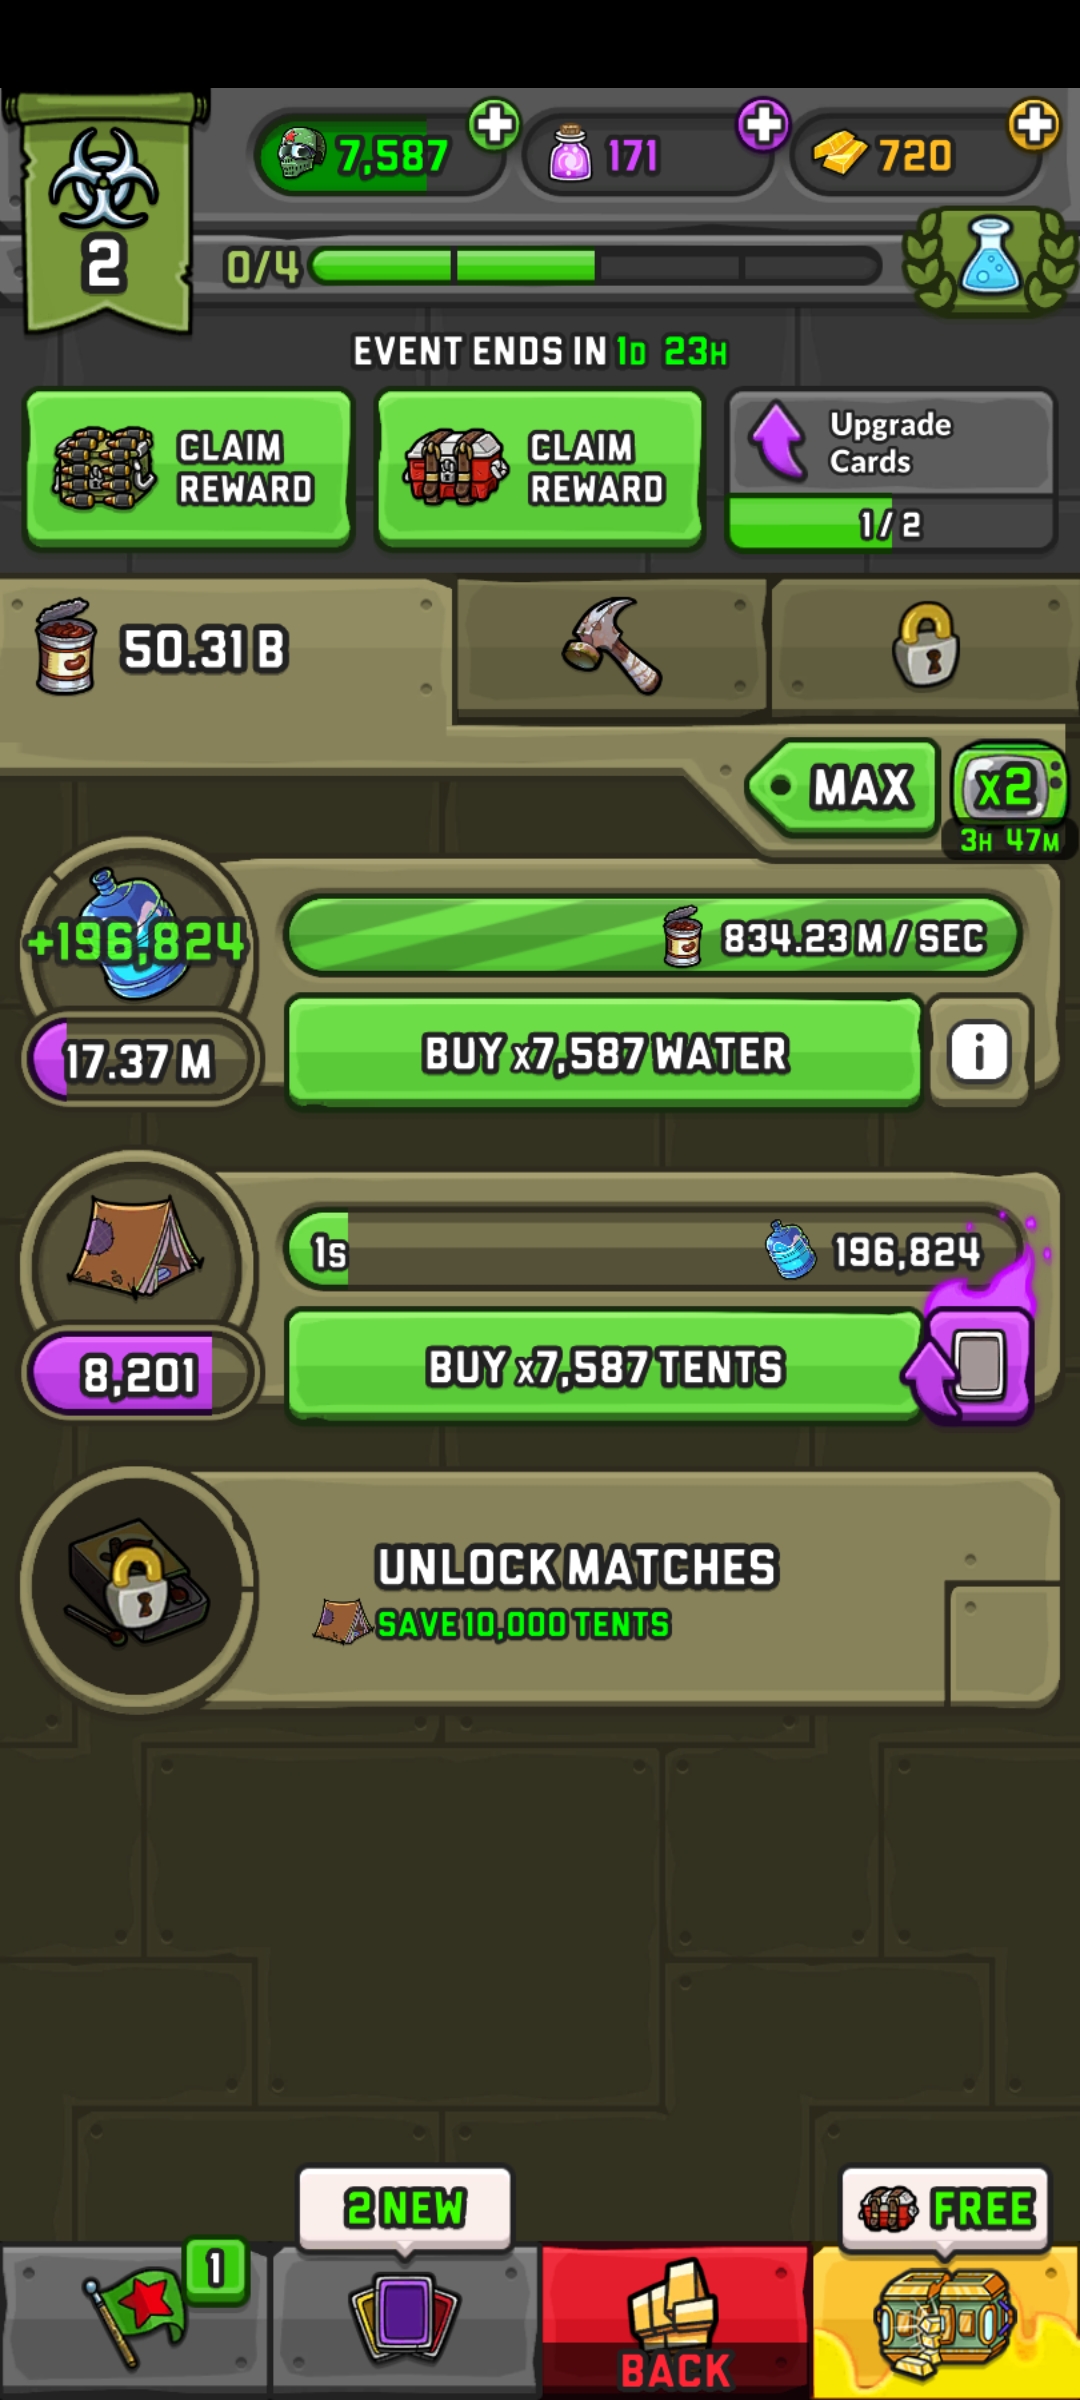 7,587
171
720
2
0/4
EVENT ENDS IN 1D 23H
CLAIM
REWARD
CLAIM
REWARD
Upgrade
Cards
1/2
50.31 B
MAX
x2
3H 47M
+196,824
834.23 M / SEC
17.37 M
BUY x7,587 WATER
i
1s
196,824
8,201
BUY x7,587 TENTS
UNLOCK MATCHES
SAVE 10,000 TENTS
2 NEW
FREE
1
BACK